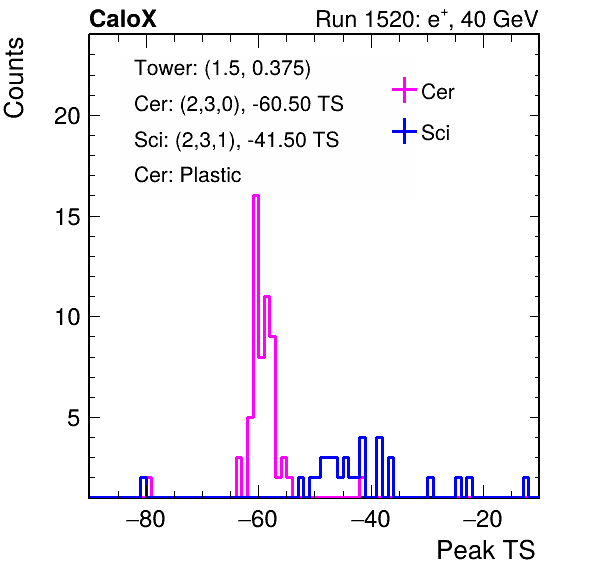 CaloX Run 1520: e+, 40 GeV
Counts
Tower: (1.5, 0.375)
Cer: (2,3,0), -60.50 TS
Sci: (2,3,1), -41.50 TS
Cer: Plastic
Cer
Sci
20
15
10
5
−80 −60 −40 −20
Peak TS